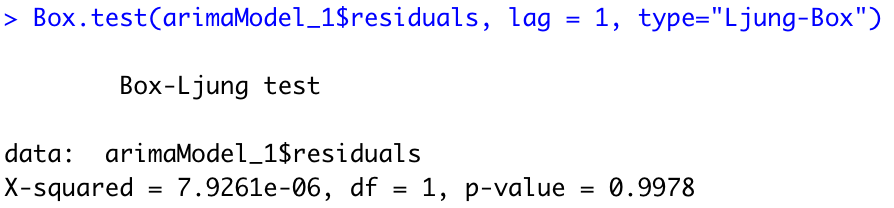 > Box.test(arimaModel_1$residuals, lag = 1, type="Ljung-Box")
Box-Ljung test
data:  arimaModel_1$residuals
X-squared = 7.9261e-06, df = 1, p-value = 0.9978